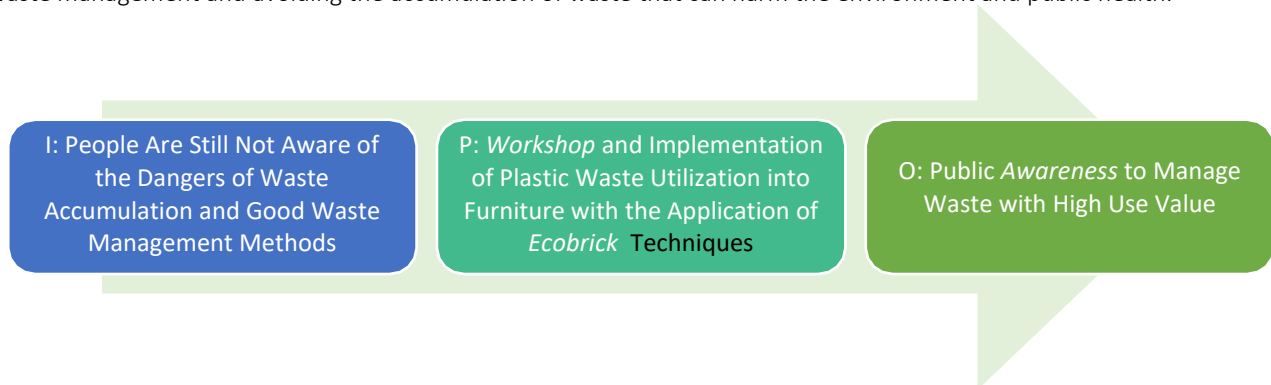 waste management and avoiding the accumulation of waste that can harm the environment and public health.
I: People Are Still Not Aware of
the Dangers of Waste
Accumulation and Good Waste
Management Methods
P: Workshop and Implementation
of Plastic Waste Utilization into
Furniture with the Application of
Ecobrick Techniques
O: Public Awareness to Manage
Waste with High Use Value